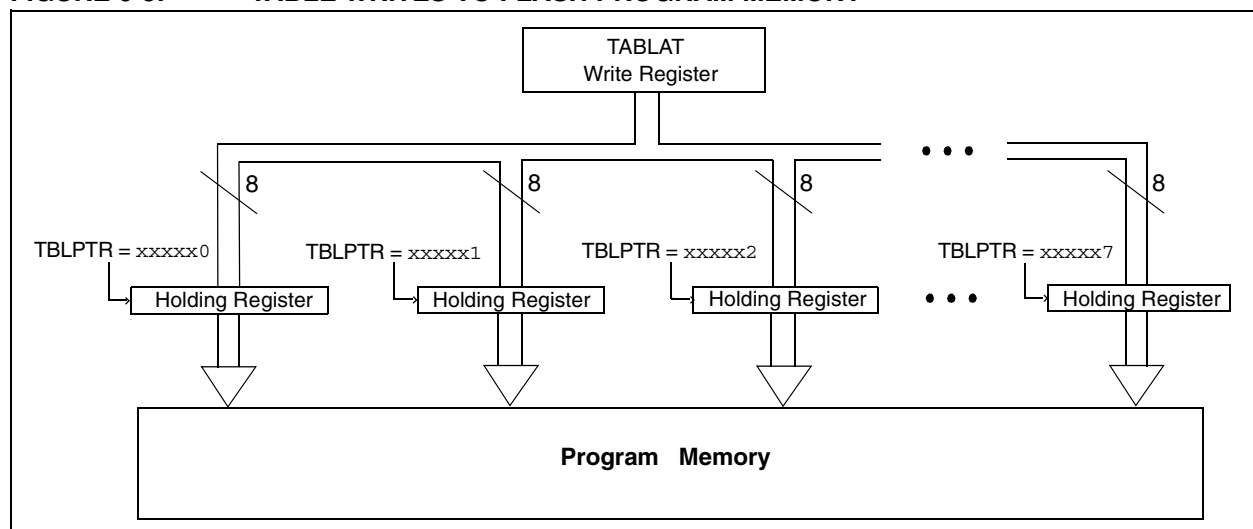 TABLAT
Write Register
8 8 8 8
TBLPTR = xxxxx0 TBLPTR = xxxxx1 TBLPTR = xxxxx2 TBLPTR = xxxxx7
Holding Register Holding Register Holding Register Holding Register
Program Memory